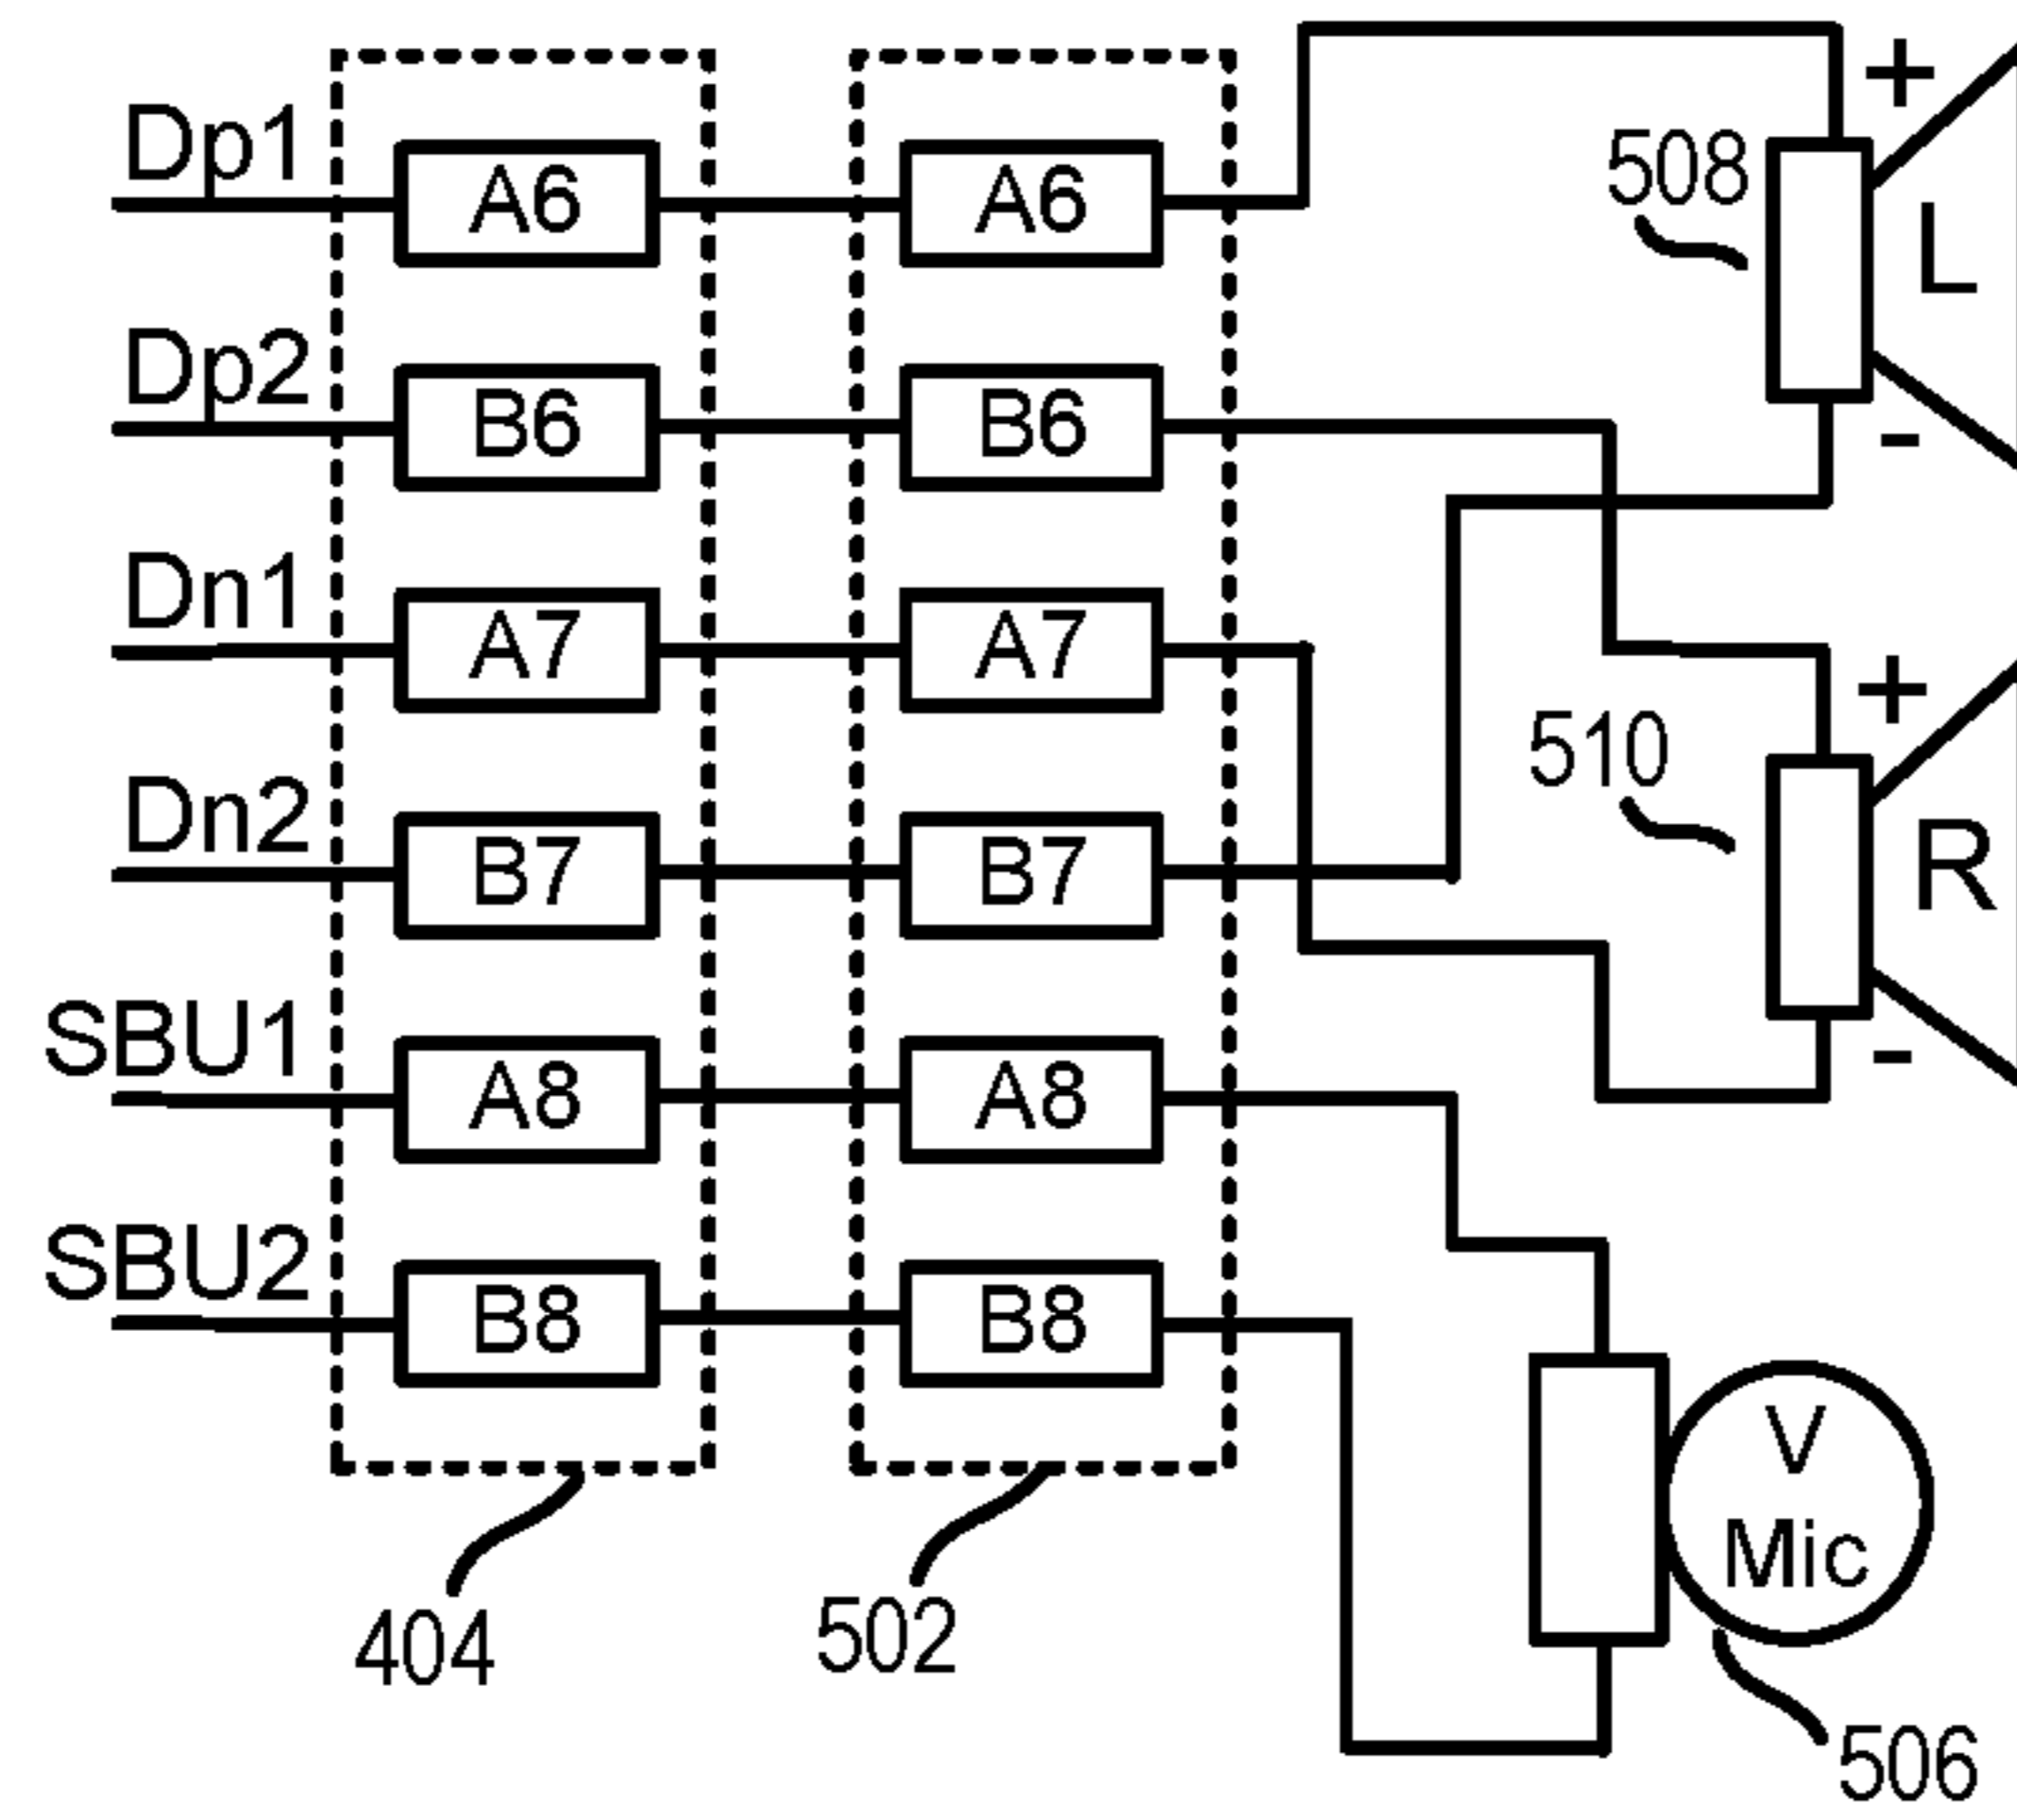 +
Dp1
A6
A6
508
L
Dp2
B6
B6
-
Dn1
A7
A7
+
510
Dn2
B7
B7
R
SBU1
A8
A8
-
SBU2
B8
B8
V
Mic
404
502
506